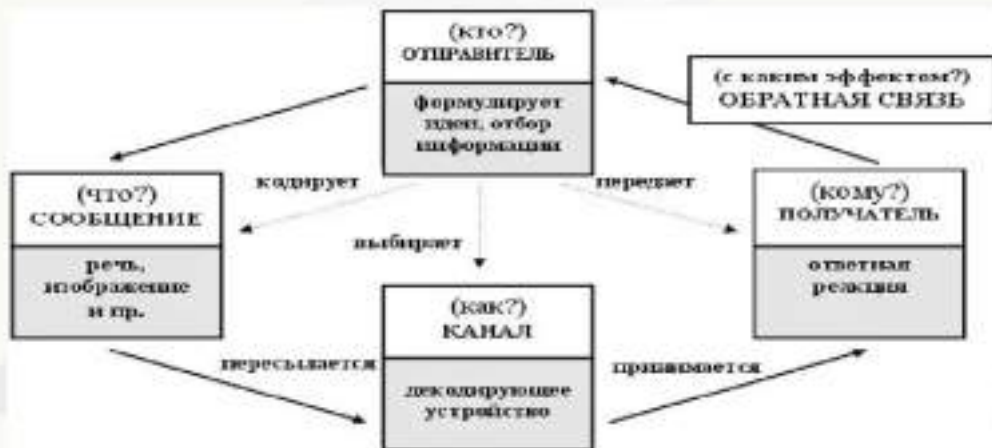 (кто?)
ОТПРАВИТЕЛЬ
формулирует
идеи, отбор
информации
(с каким эффектом?)
ОБРАТНАЯ СВЯЗЬ
кодирует
передает
(что?)
СООБЩЕНИЕ
речь,
изображение
и пр.
выбирает
(кому?)
ПОЛУЧАТЕЛЬ
ответная
реакция
(как?)
КАНАЛ
декодирующее
устройство
пересылается
принимается